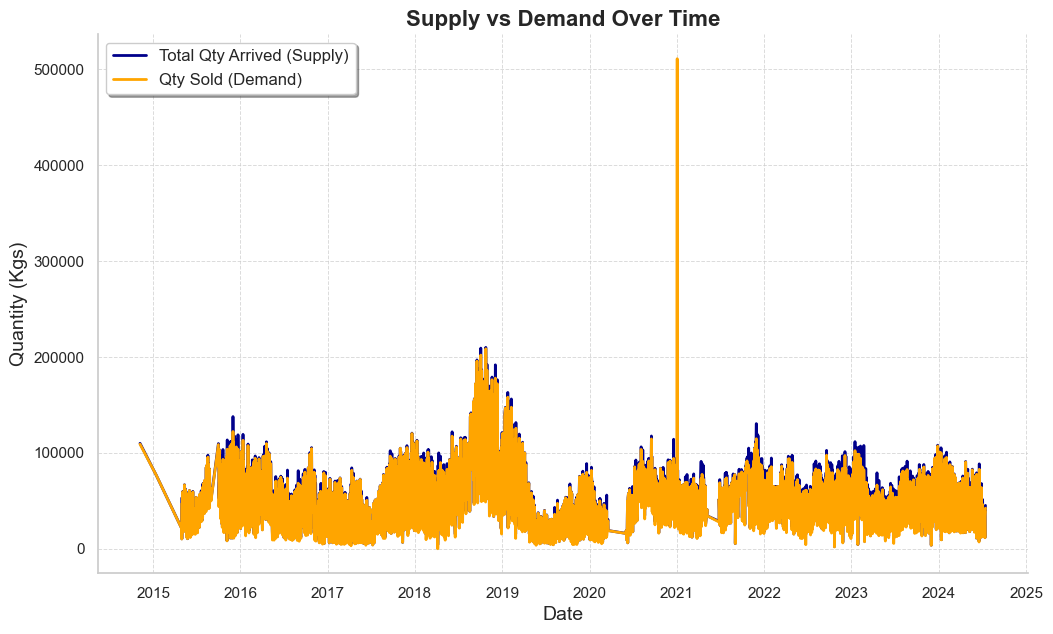 Supply vs Demand Over Time
Total Qty Arrived (Supply)
Qty Sold (Demand)
Quantity (Kgs)
500000
400000
300000
200000
100000
0
2015 2016 2017 2018 2019 2020 2021 2022 2023 2024 2025
Date